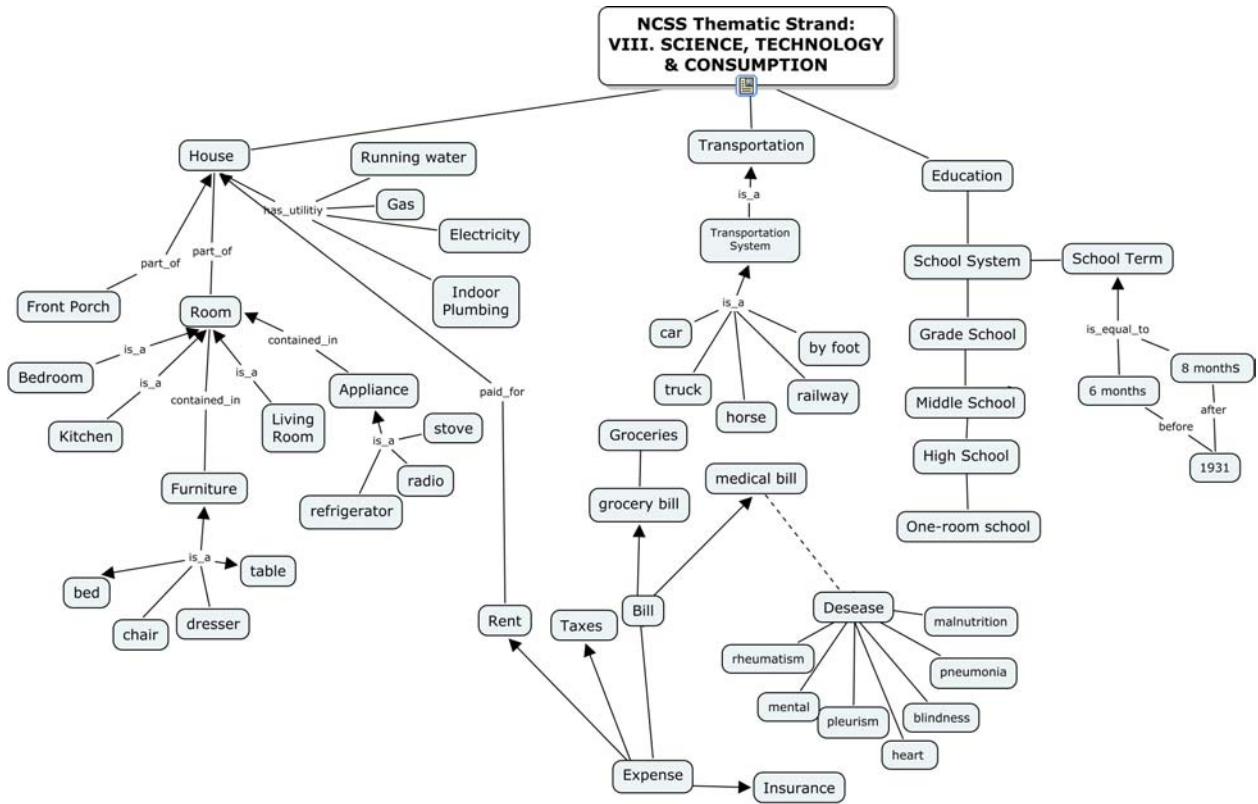 NCSS Thematic Strand:
VIII. SCIENCE, TECHNOLOGY
& CONSUMPTION
House
Running water
Transportation
Education
has_utilitiy
Gas
is_a
Electricity
Transportation
System
part_of
part_of
School System
School Term
Front Porch
Room
Indoor
Plumbing
is_a
contained_in
car
by foot
Grade School
is_equal_to
Bedroom
is_a
is_a
is_a
contained_in
Appliance
paid_for
truck
railway
horse
8 months
6 months
Middle School
after
before
Kitchen
Living
Room
stove
is_a
Groceries
High School
1931
Furniture
radio
refrigerator
grocery bill
medical bill
One-room school
is_a
table
bed
chair
dresser
Rent
Taxes
Bill
Desease
malnutrition
rheumatism
pneumonia
mental
pleurism
blindness
heart
Expense
Insurance